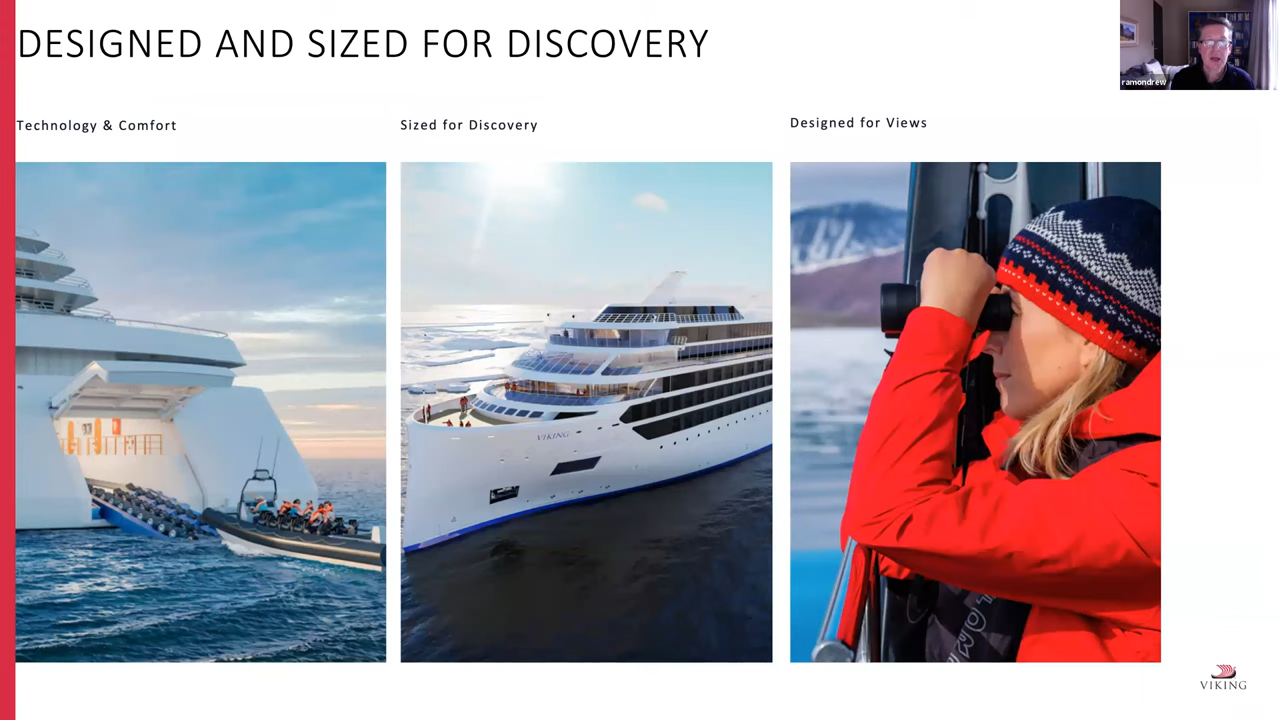 DESIGNED AND SIZED FOR DISCOVERY
ramondrew
Technology & Comfort
Sized for Discovery
Designed for Views
VIKING
VIKING